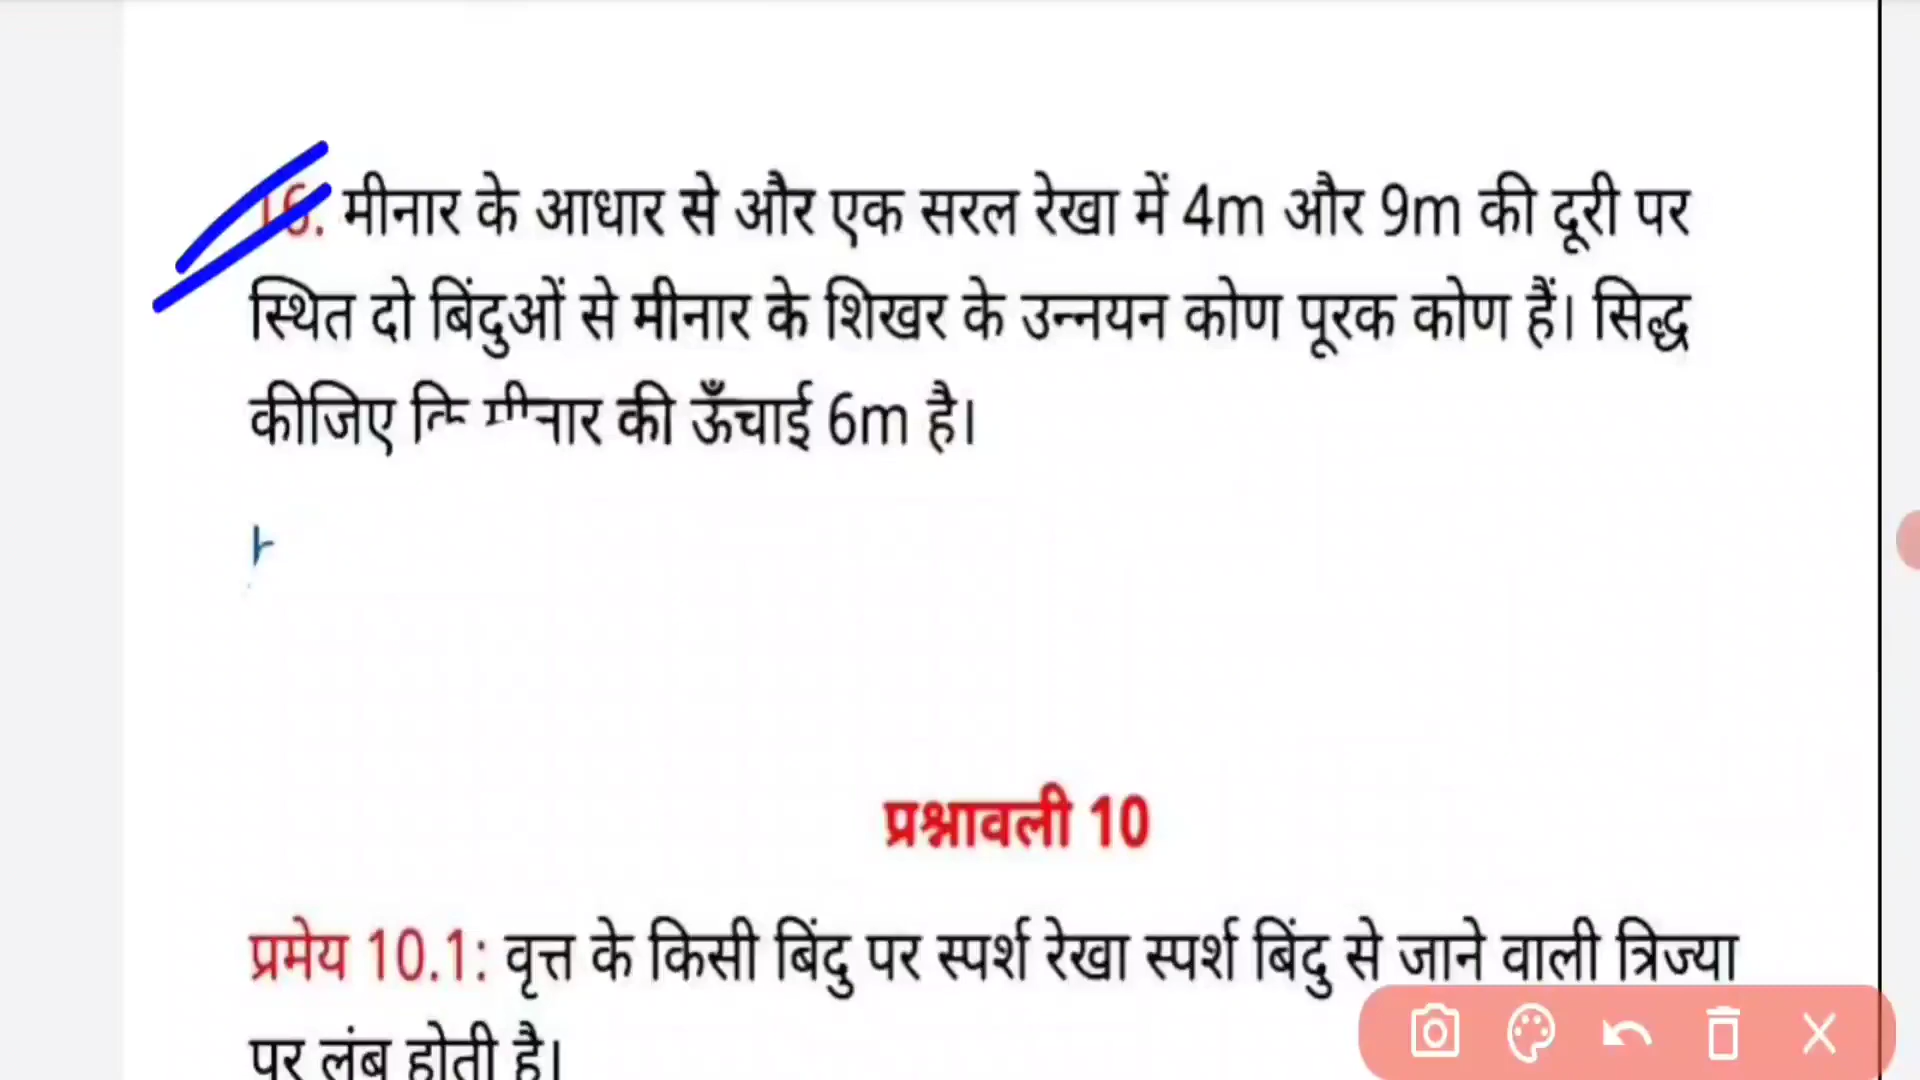 16. मीनार के आधार से और एक सरल रेखा में 4m और 9m की दूरी पर
स्थित दो बिंदुओं से मीनार के शिखर के उन्नयन कोण पूरक कोण हैं। सिद्ध
कीजिए कि मीनार की ऊँचाई 6m है।
प्रश्नावली 10
प्रमेय 10.1: वृत्त के किसी बिंदु पर स्पर्श रेखा स्पर्श बिंदु से जाने वाली त्रिज्या
पर लंब होती है।